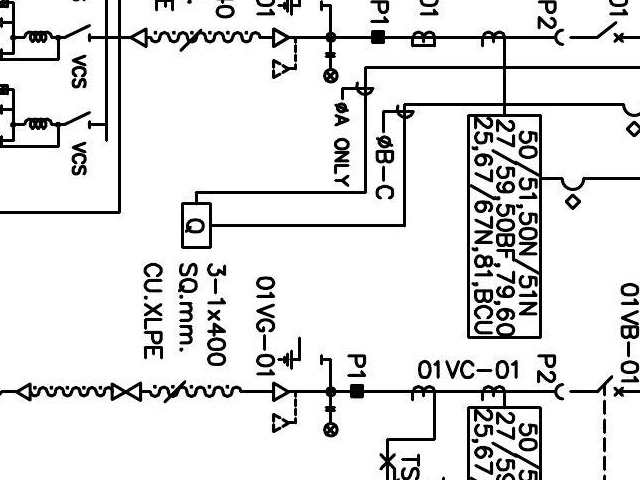 VCS
VCS
40
01
P1
01
P2
01
ØA ONLY
ØB-C
50/51,50N/51N
27/59,50BF,79,60
25,67/67N,81,BCU
Q
3-1x400
SQ.mm.
CU.XLPE
01VG-01
P1
01VC-01
P2
01VB-01
50/5
27/59
25,67
TS